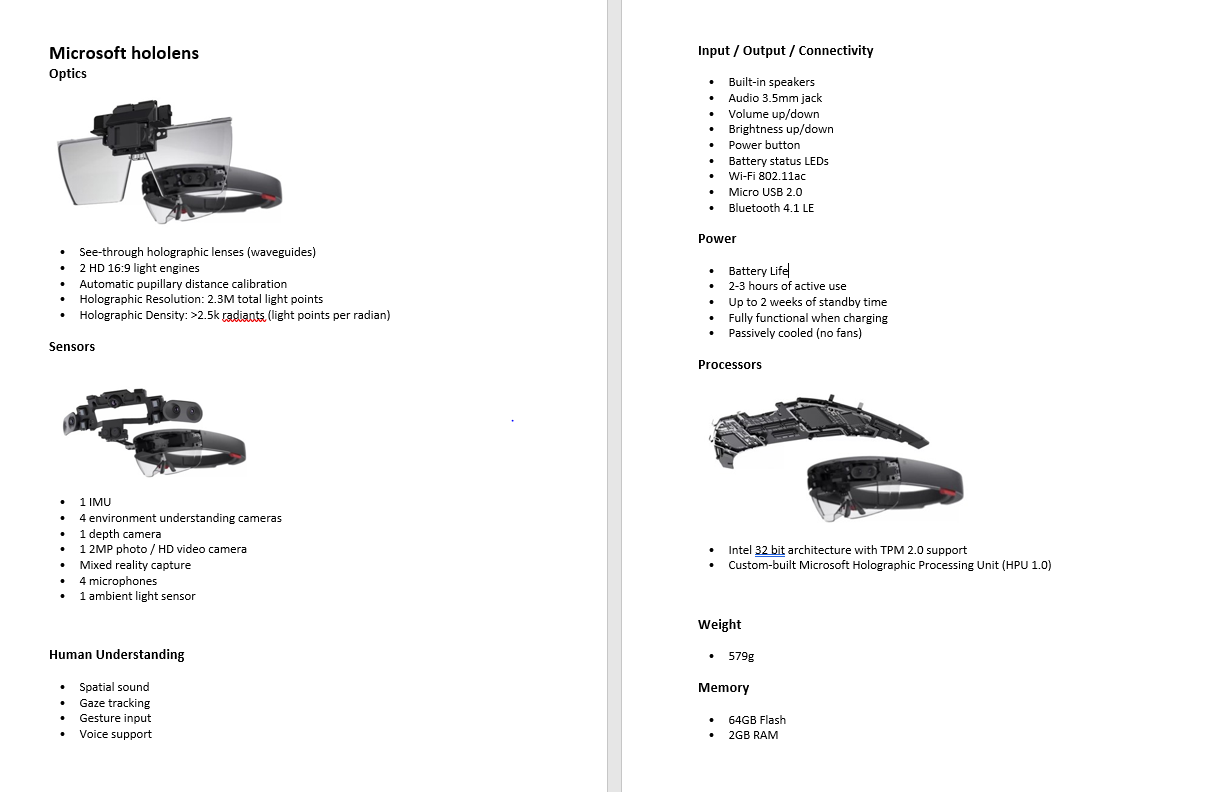 Microsoft hololens
Optics
• See-through holographic lenses (waveguides)
• 2 HD 16:9 light engines
• Automatic pupillary distance calibration
• Holographic Resolution: 2.3M total light points
• Holographic Density: >2.5k radiants (light points per radian)
Sensors
• 1 IMU
• 4 environment understanding cameras
• 1 depth camera
• 1 2MP photo / HD video camera
• Mixed reality capture
• 4 microphones
• 1 ambient light sensor
Human Understanding
• Spatial sound
• Gaze tracking
• Gesture input
• Voice support
Input / Output / Connectivity
• Built-in speakers
• Audio 3.5mm jack
• Volume up/down
• Brightness up/down
• Power button
• Battery status LEDs
• Wi-Fi 802.11ac
• Micro USB 2.0
• Bluetooth 4.1 LE
Power
• Battery Life
• 2-3 hours of active use
• Up to 2 weeks of standby time
• Fully functional when charging
• Passively cooled (no fans)
Processors
• Intel 32 bit architecture with TPM 2.0 support
• Custom-built Microsoft Holographic Processing Unit (HPU 1.0)
Weight
• 579g
Memory
• 64GB Flash
• 2GB RAM